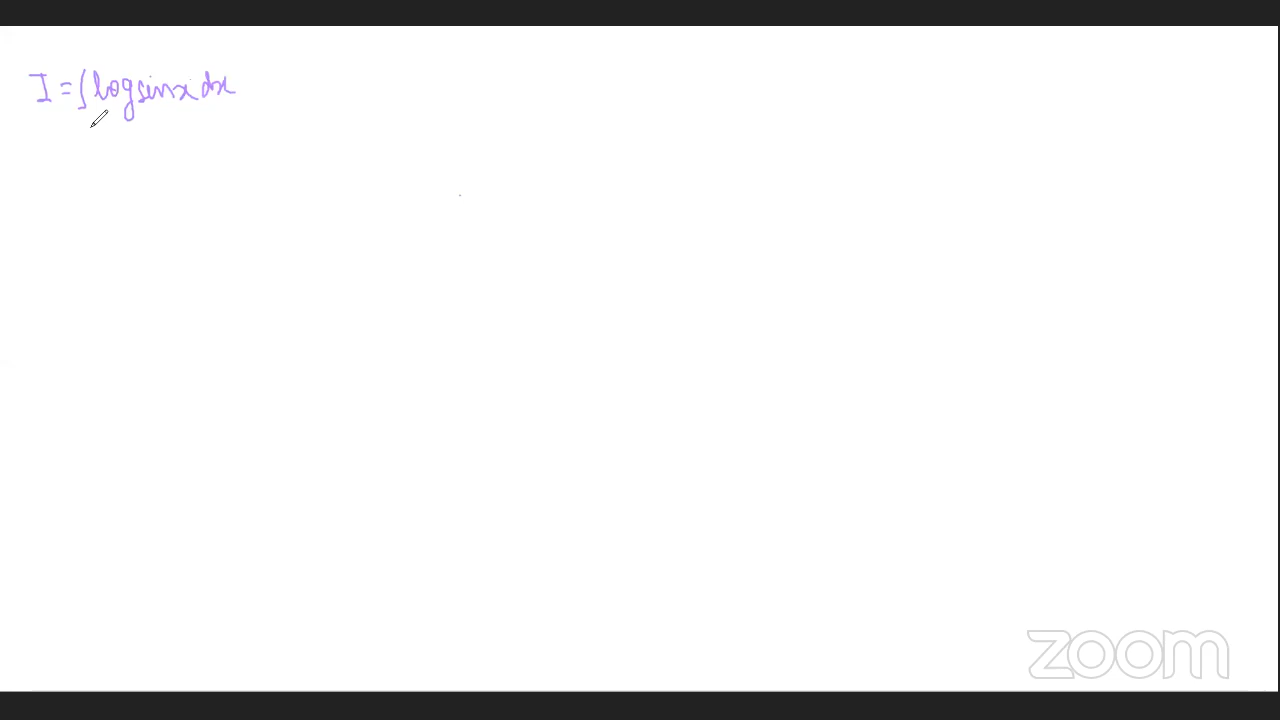 I = ∫ log sinx dx
zoom